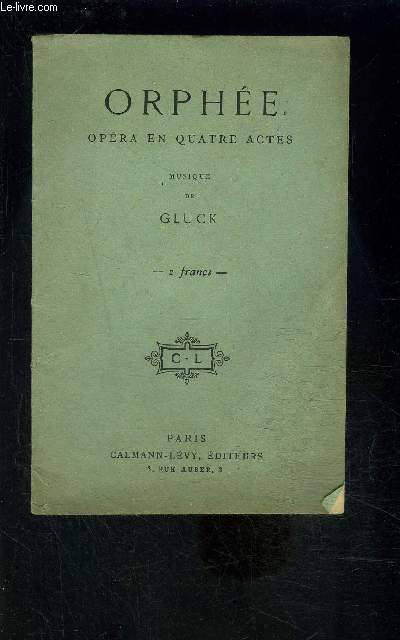 Le-livre.com
ORPHÉE
OPÉRA EN QUATRE ACTES
MUSIQUE
DE
GLUCK
— 2 francs —
C-L
PARIS
CALMANN-LÉVY, ÉDITEURS
3, RUE AUBER, 3